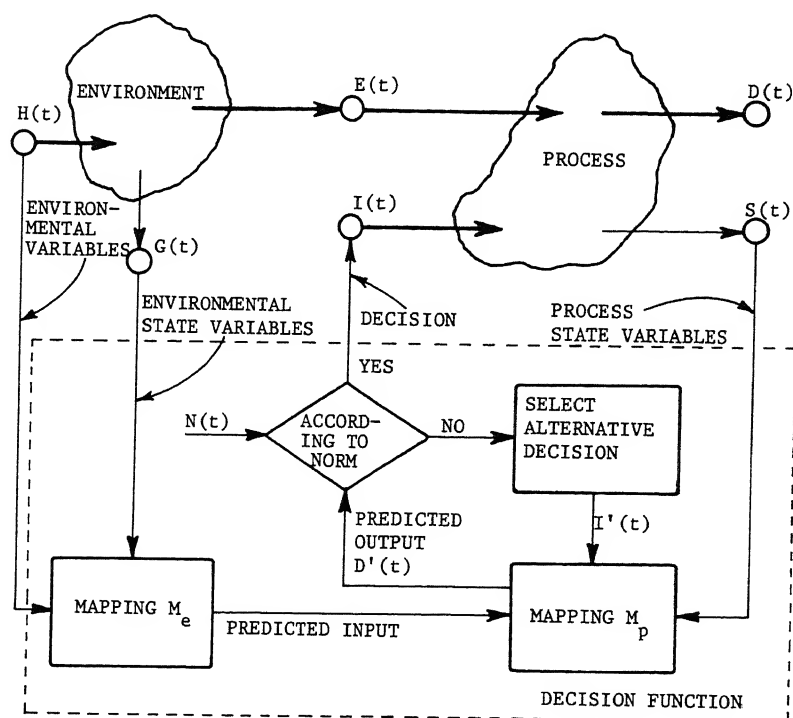 E(t)
D(t)
ENVIRONMENT
H(t)
PROCESS
I(t)
S(t)
ENVIRON-
MENTAL
VARIABLES
G(t)
ENVIRONMENTAL
STATE VARIABLES
DECISION
PROCESS
STATE VARIABLES
YES
N(t)
ACCORD-
ING TO
NORM
NO
SELECT
ALTERNATIVE
DECISION
I'(t)
PREDICTED
OUTPUT
D'(t)
MAPPING Me
PREDICTED INPUT
MAPPING Mp
DECISION FUNCTION